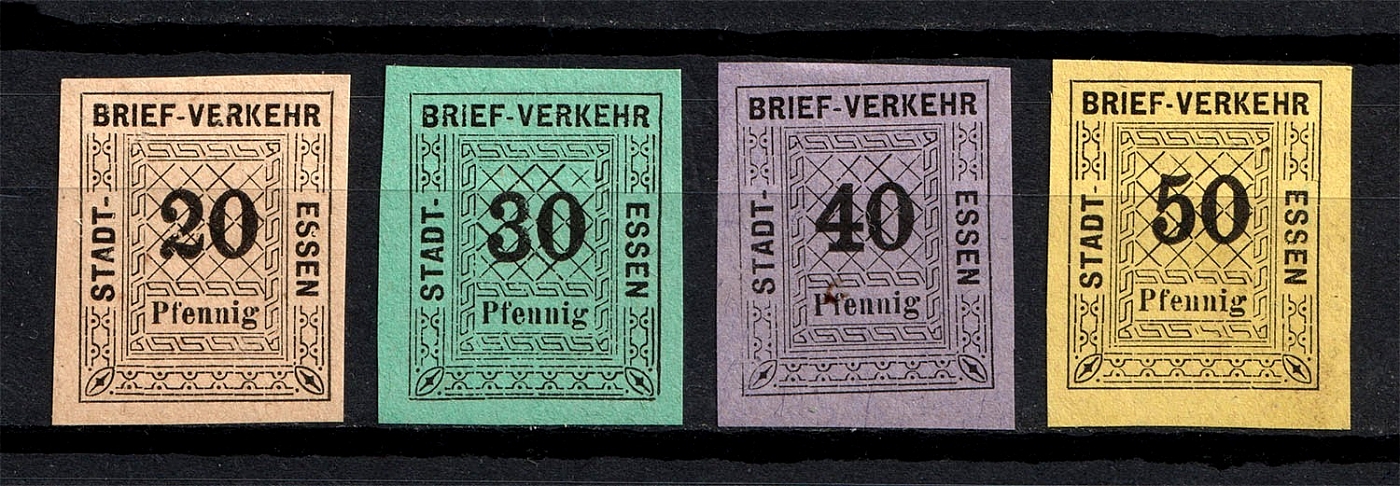 BRIEF-VERKEHR
STADT-
20
ESSEN
Pfennig
BRIEF-VERKEHR
STADT-
30
ESSEN
Pfennig
BRIEF-VERKEHR
STADT-
40
ESSEN
Pfennig
BRIEF-VERKEHR
STADT-
50
ESSEN
Pfennig